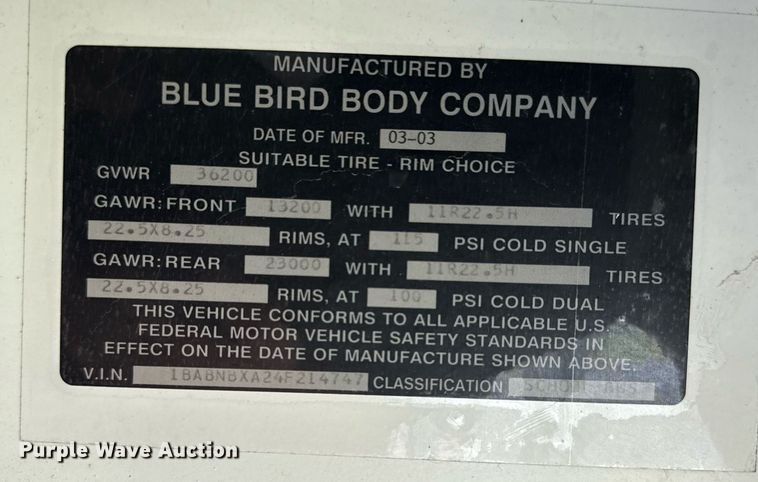 MANUFACTURED BY
BLUE BIRD BODY COMPANY
DATE OF MFR. 03-03
SUITABLE TIRE - RIM CHOICE
GVWR 36200
GAWR:FRONT 13200 WITH 11R22.5H TIRES
22.5X8.25 RIMS, AT 115 PSI COLD SINGLE
GAWR:REAR 23000 WITH 11R22.5H TIRES
22.5X8.25 RIMS, AT 100 PSI COLD DUAL
THIS VEHICLE CONFORMS TO ALL APPLICABLE U.S.
FEDERAL MOTOR VEHICLE SAFETY STANDARDS IN
EFFECT ON THE DATE OF MANUFACTURE SHOWN ABOVE.
V.I.N. 1BABNBXA24F214747 CLASSIFICATION SCHOOL
Purple Wave Auction